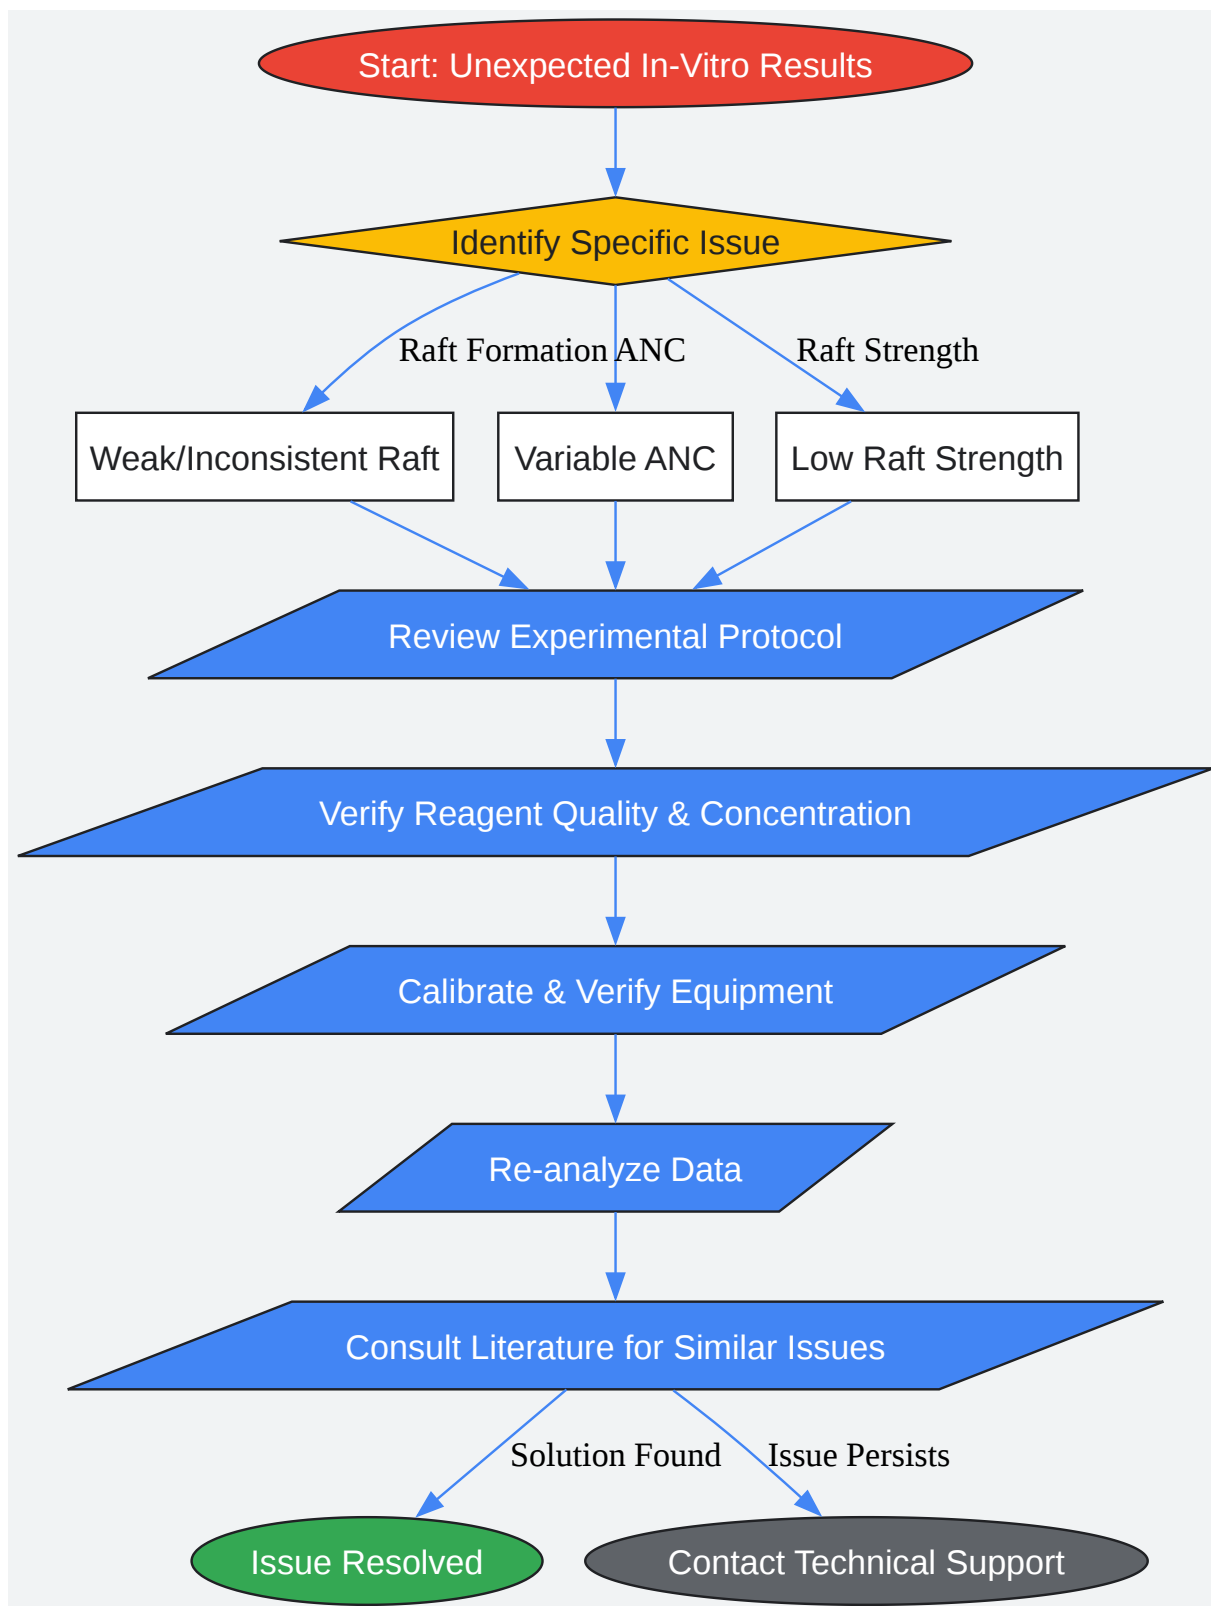 Start: Unexpected In-Vitro Results
Identify Specific Issue
Raft Formation
ANC
Raft Strength
Weak/Inconsistent Raft
Variable ANC
Low Raft Strength
Review Experimental Protocol
Verify Reagent Quality & Concentration
Calibrate & Verify Equipment
Re-analyze Data
Consult Literature for Similar Issues
Solution Found
Issue Persists
Issue Resolved
Contact Technical Support